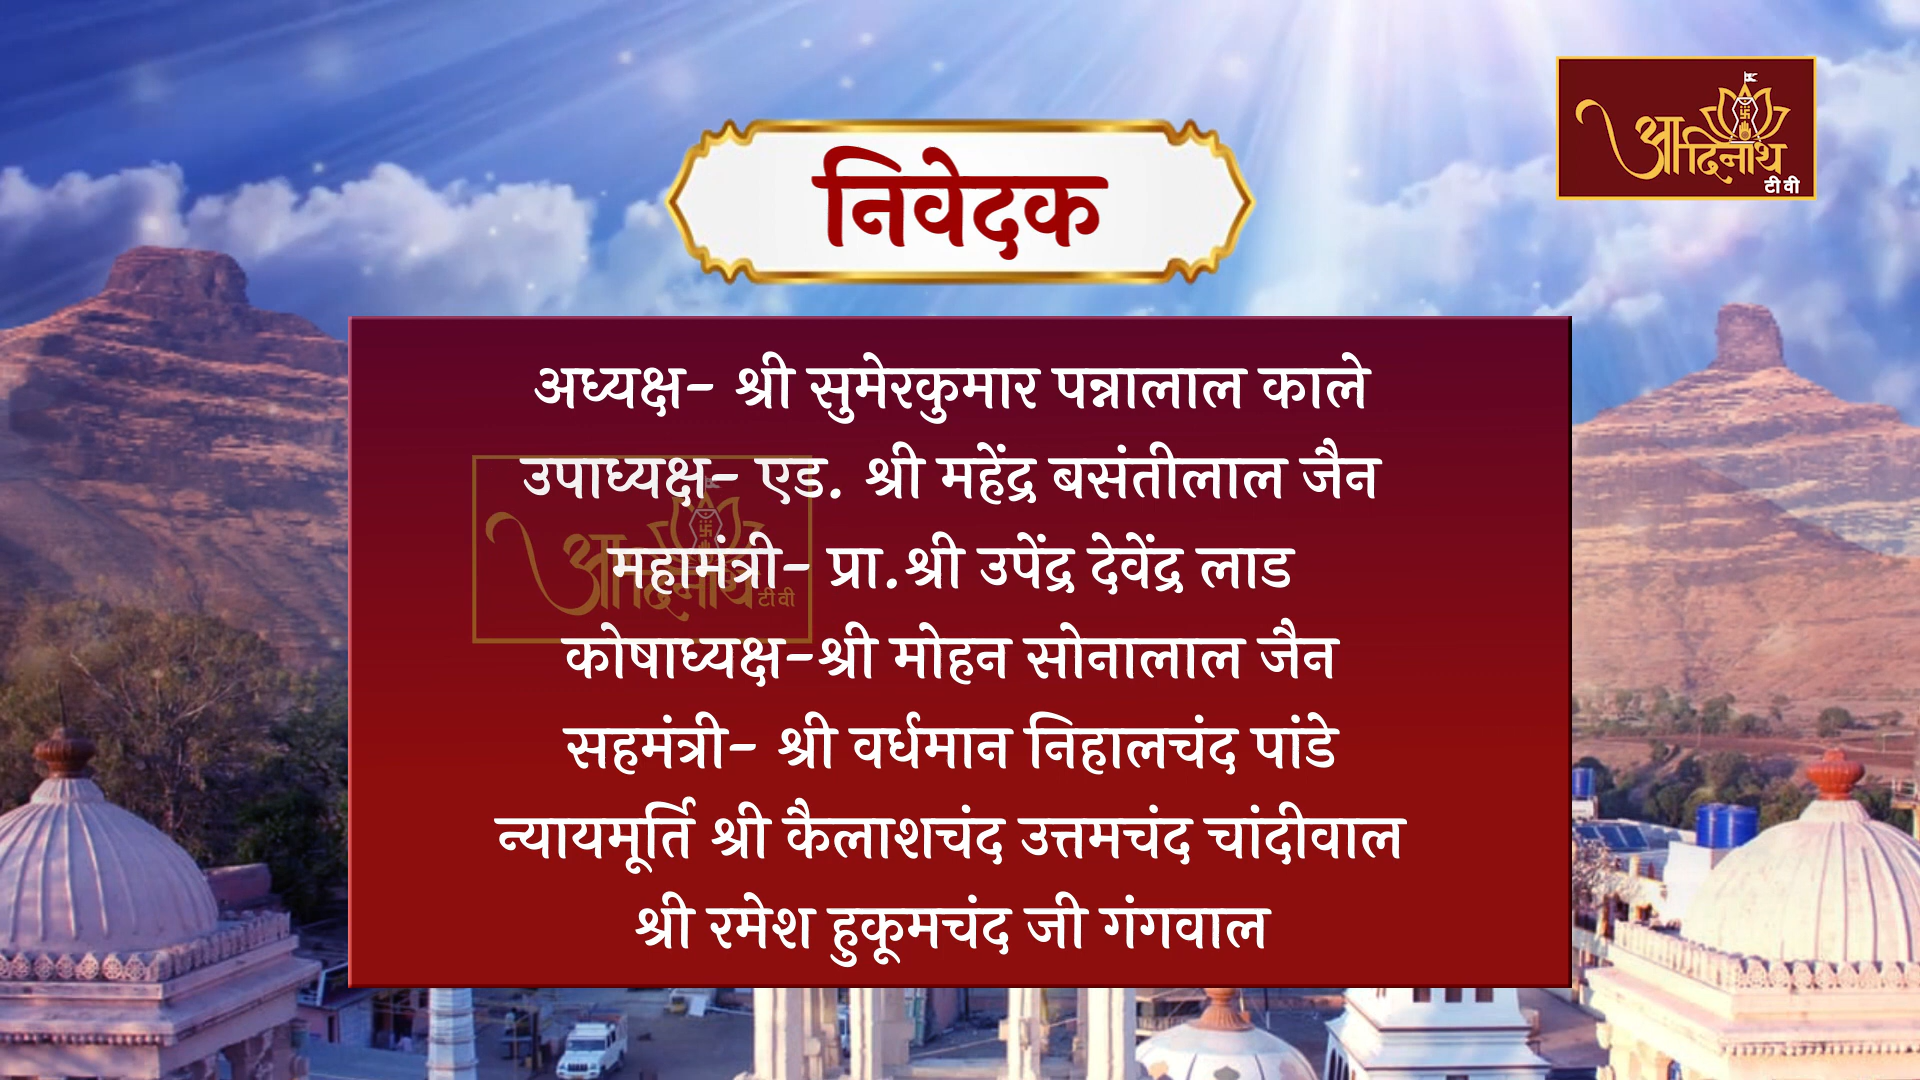 आदिनाथ
टी वी
निवेदक
अध्यक्ष- श्री सुमेरकुमार पन्नालाल काले
उपाध्यक्ष- एड. श्री महेंद्र बसंतीलाल जैन
महामंत्री- प्रा.श्री उपेंद्र देवेंद्र लाड
कोषाध्यक्ष-श्री मोहन सोनालाल जैन
सहमंत्री- श्री वर्धमान निहालचंद पांडे
न्यायमूर्ति श्री कैलाशचंद उत्तमचंद चांदीवाल
श्री रमेश हुकूमचंद जी गंगवाल
आदिनाथ
टी वी